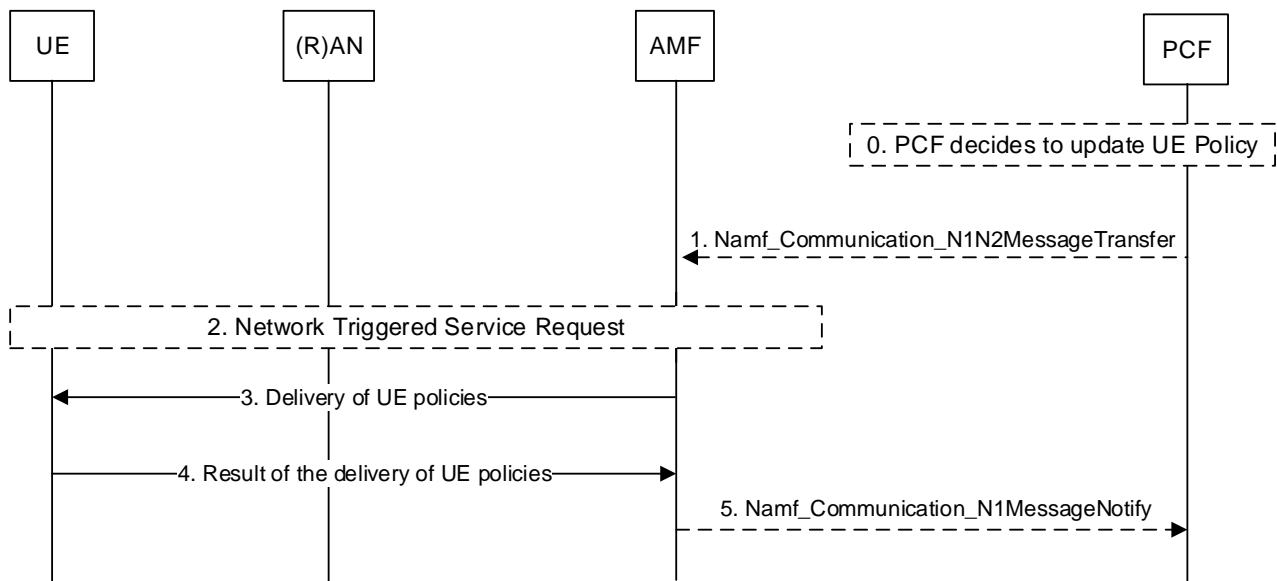 UE
(R)AN
AMF
PCF
0. PCF decides to update UE Policy
1. Namf_Communication_N1N2MessageTransfer
2. Network Triggered Service Request
3. Delivery of UE policies
4. Result of the delivery of UE policies
5. Namf_Communication_N1MessageNotify